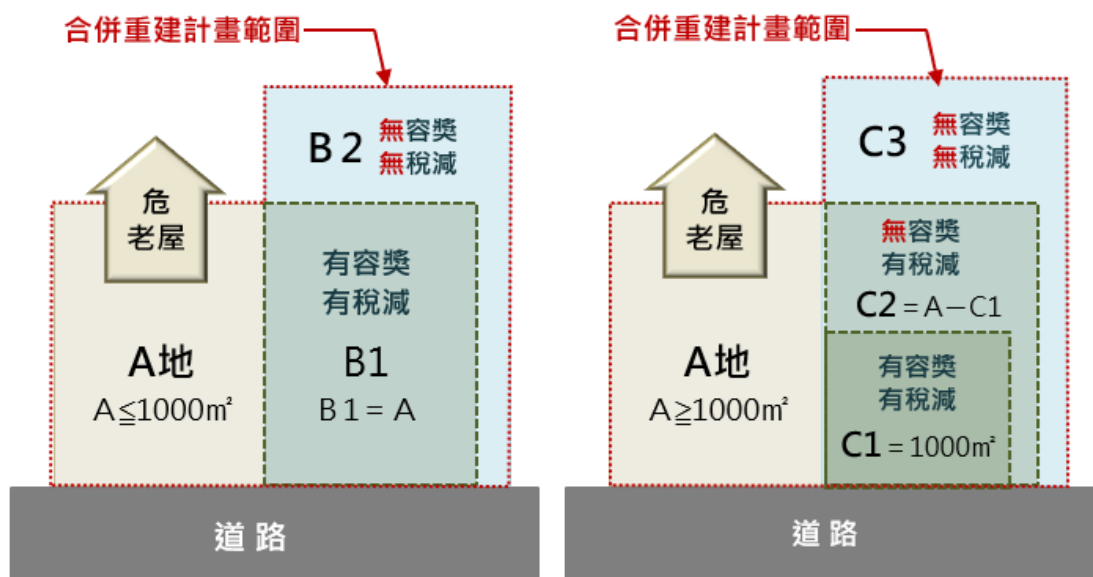 合併重建計畫範圍
B2 無容獎
無稅減
危
老屋
有容獎
有稅減
A地
A≦1000㎡
B1
B1=A
道路
合併重建計畫範圍
C3 無容獎
無稅減
危
老屋
無容獎
有稅減
C2=A－C1
A地
A≧1000㎡
有容獎
有稅減
C1=1000㎡
道路